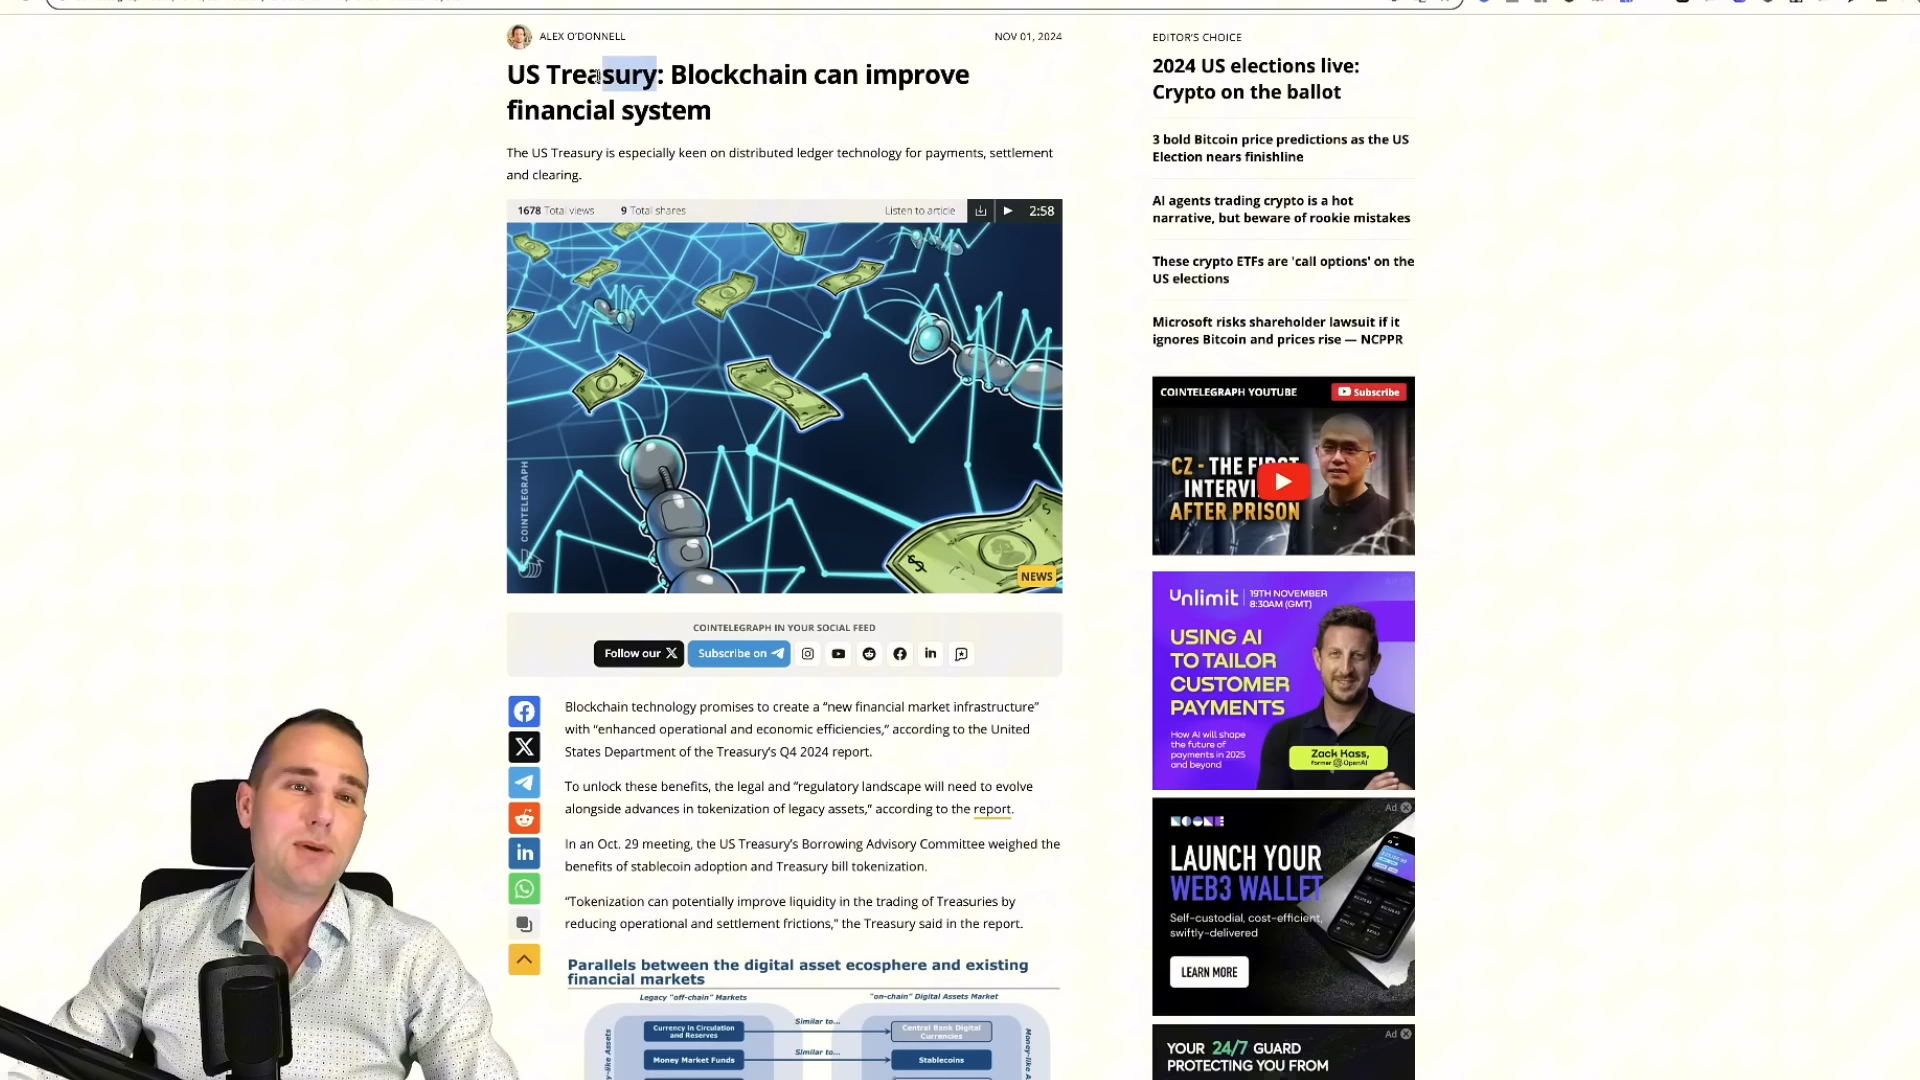 ALEX O'DONNELL
NOV 01, 2024
US Treasury: Blockchain can improve
financial system
The US Treasury is especially keen on distributed ledger technology for payments, settlement
and clearing.
1678 Total views
9 Total shares
Listen to article
2:58
COINTELEGRAPH
NEWS
COINTELEGRAPH IN YOUR SOCIAL FEED
Follow our X
Subscribe on
Blockchain technology promises to create a “new financial market infrastructure”
with “enhanced operational and economic efficiencies,” according to the United
States Department of the Treasury’s Q4 2024 report.
To unlock these benefits, the legal and “regulatory landscape will need to evolve
alongside advances in tokenization of legacy assets,” according to the report.
In an Oct. 29 meeting, the US Treasury’s Borrowing Advisory Committee weighed the
benefits of stablecoin adoption and Treasury bill tokenization.
“Tokenization can potentially improve liquidity in the trading of Treasuries by
reducing operational and settlement frictions,” the Treasury said in the report.
Parallels between the digital asset ecosphere and existing
financial markets
Legacy "off-chain" Markets
"on-chain" Digital Assets Market
Currency in Circulation
and Reserves
Similar to...
Central Bank Digital
Currencies
Money Market Funds
Similar to...
Stablecoins
EDITOR'S CHOICE
2024 US elections live:
Crypto on the ballot
3 bold Bitcoin price predictions as the US
Election nears finishline
AI agents trading crypto is a hot
narrative, but beware of rookie mistakes
These crypto ETFs are 'call options' on the
US elections
Microsoft risks shareholder lawsuit if it
ignores Bitcoin and prices rise — NCPPR
COINTELEGRAPH YOUTUBE
Subscribe
CZ - THE FIRST
AFTER PRISON
Unlimit
19TH NOVEMBER
8:30AM (GMT)
USING AI
TO TAILOR
CUSTOMER
PAYMENTS
How AI will shape
the future of
payments in 2025
and beyond
Zack Kass,
former OpenAI
Ad
LAUNCH YOUR
WEB3 WALLET
Self-custodial, cost-efficient,
swiftly-delivered
LEARN MORE
Ad
YOUR 24/7 GUARD
PROTECTING YOU FROM